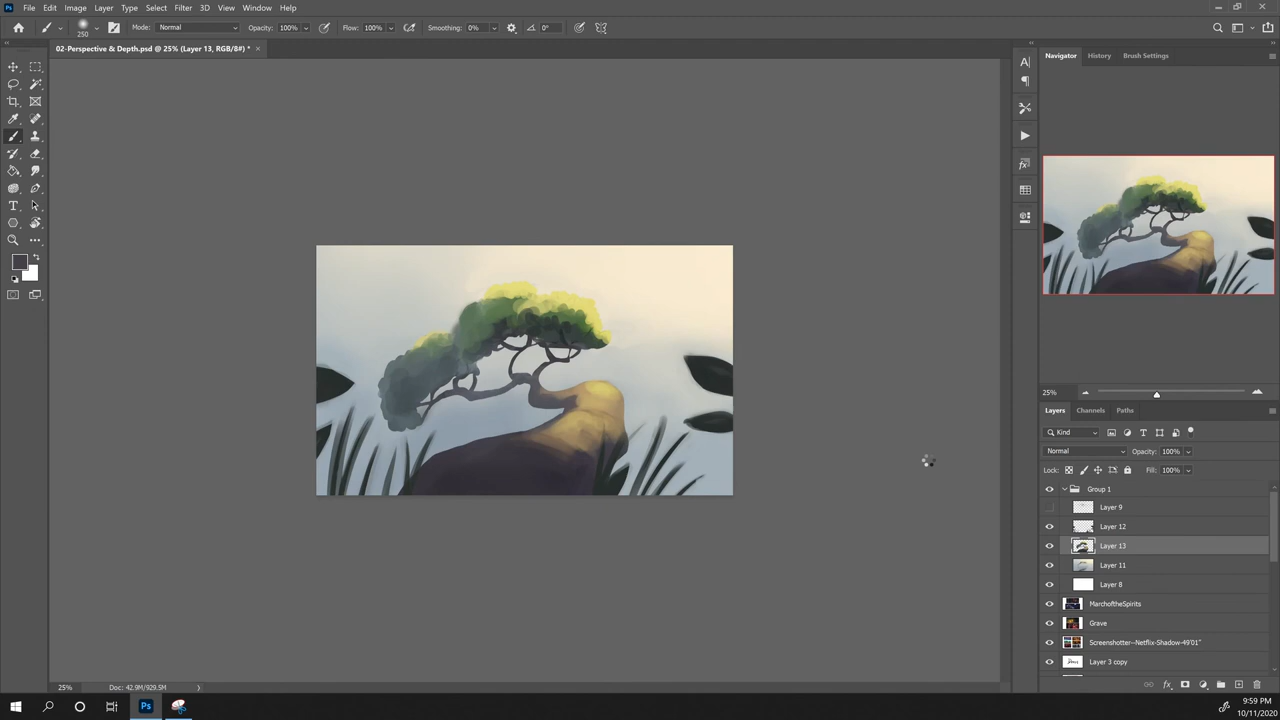 Ps File Edit Image Layer Type Select Filter 3D View Window Help
250 Mode: Normal Opacity: 100% Flow: 100% Smoothing: 0% 0°
02-Perspective & Depth.psd @ 25% (Layer 13, RGB/8#) * ×
Navigator History Brush Settings
25%
Layers Channels Paths
Kind
Normal Opacity: 100%
Lock: Fill: 100%
Group 1
Layer 9
Layer 12
Layer 13
Layer 11
Layer 8
MarchoftheSpirits
Grave
Screenshotter--Netflix-Shadow-49'01"
Layer 3 copy
25% Doc: 42.9M/929.5M
Ps
9:59 PM
10/11/2020